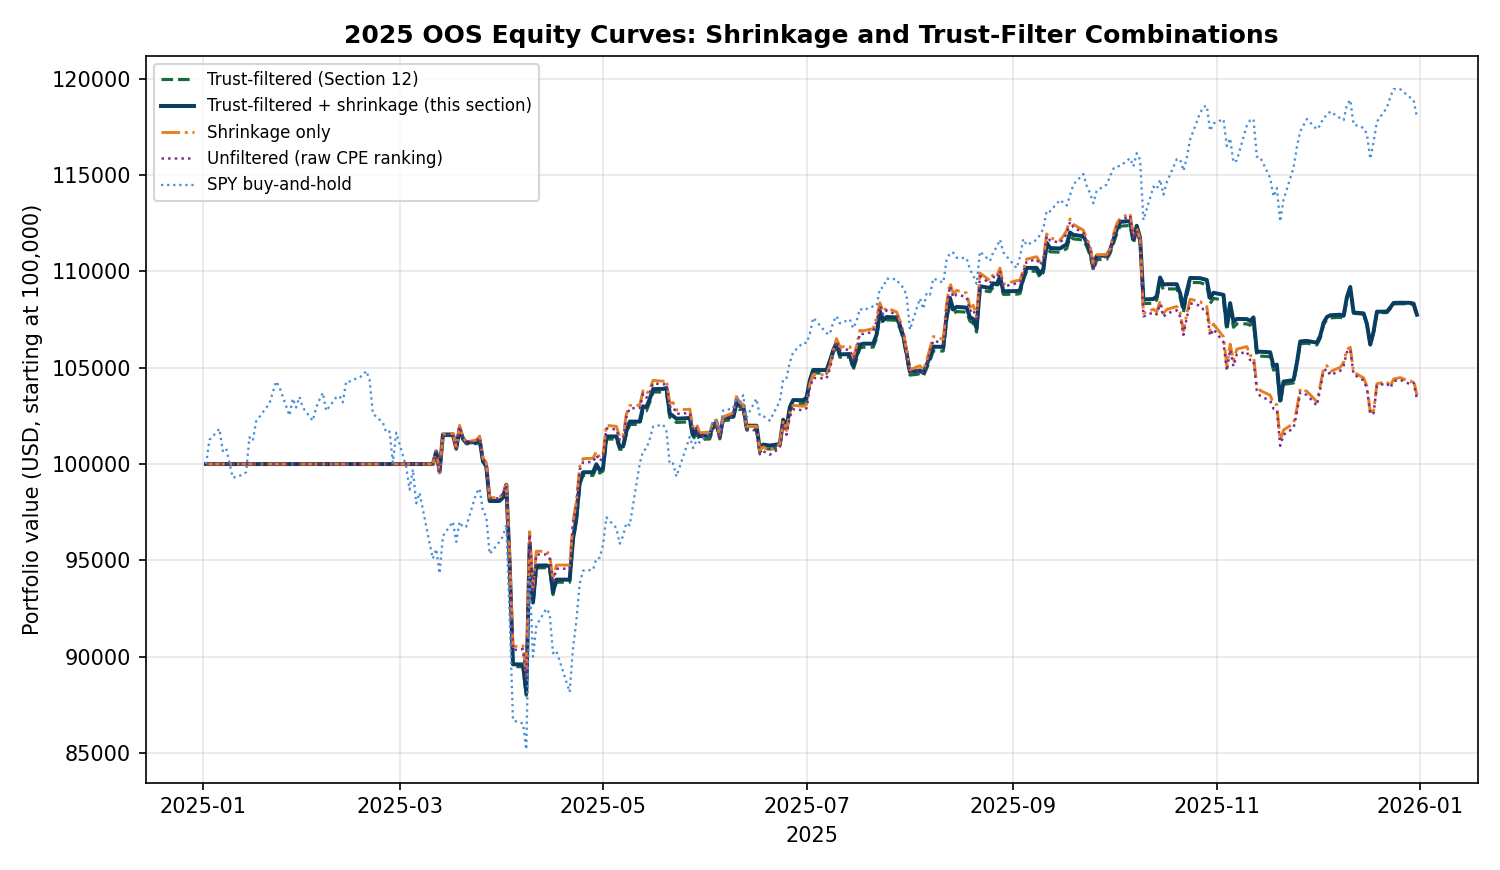 2025 OOS Equity Curves: Shrinkage and Trust-Filter Combinations
Trust-filtered (Section 12)
Trust-filtered + shrinkage (this section)
Shrinkage only
Unfiltered (raw CPE ranking)
SPY buy-and-hold
Portfolio value (USD, starting at 100,000)
120000
115000
110000
105000
100000
95000
90000
85000
2025-01 2025-03 2025-05 2025-07 2025-09 2025-11 2026-01
2025